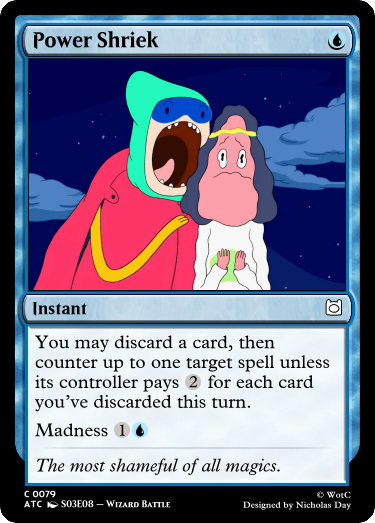 Power Shriek
Instant
You may discard a card, then
counter up to one target spell unless
its controller pays 2 for each card
you've discarded this turn.
Madness 1
The most shameful of all magics.
C 0079
ATC S03E08 — Wizard Battle
© WotC
Designed by Nicholas Day